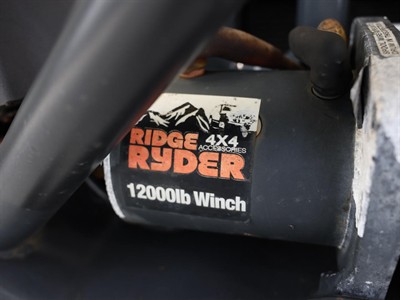 RIDGE 4X4
ACCESSORIES
RYDER
12000lb Winch